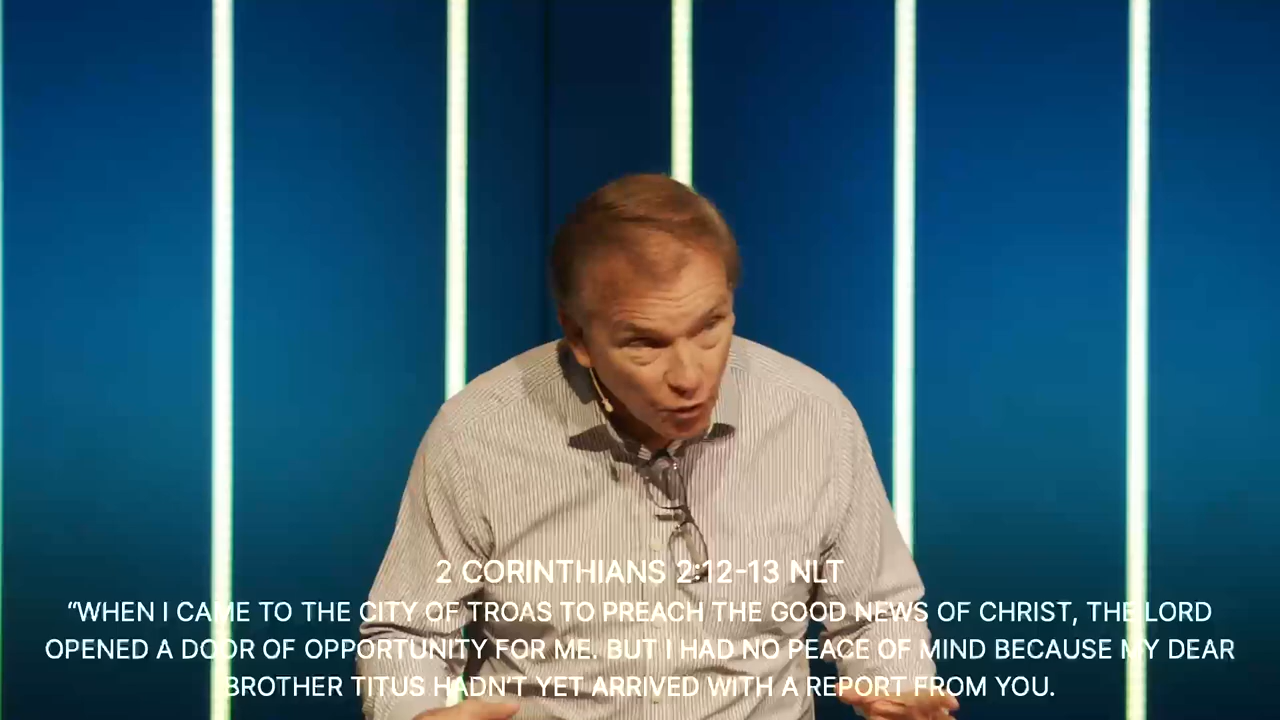 2 CORINTHIANS 2:12-13 NLT
“WHEN I CAME TO THE CITY OF TROAS TO PREACH THE GOOD NEWS OF CHRIST, THE LORD
OPENED A DOOR OF OPPORTUNITY FOR ME. BUT I HAD NO PEACE OF MIND BECAUSE MY DEAR
BROTHER TITUS HADN’T YET ARRIVED WITH A REPORT FROM YOU.